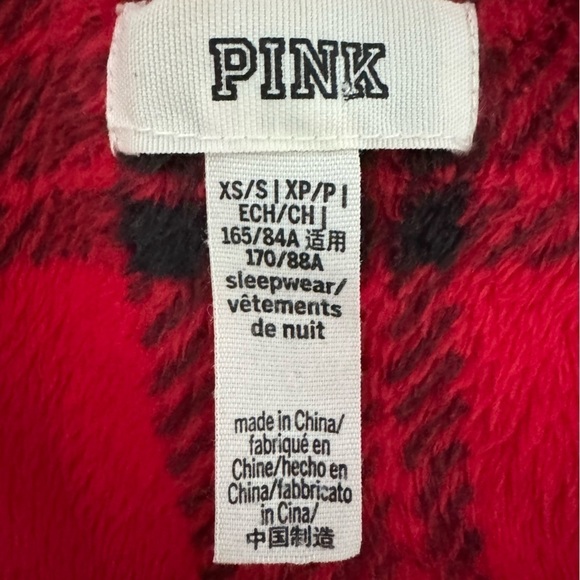 PINK
XS/S | XP/P |
ECH/CH |
165/84A 适用
170/88A
sleepwear/
vêtements
de nuit
made in China/
fabriqué en
Chine/hecho en
China/fabbricato
in Cina/
中国制造